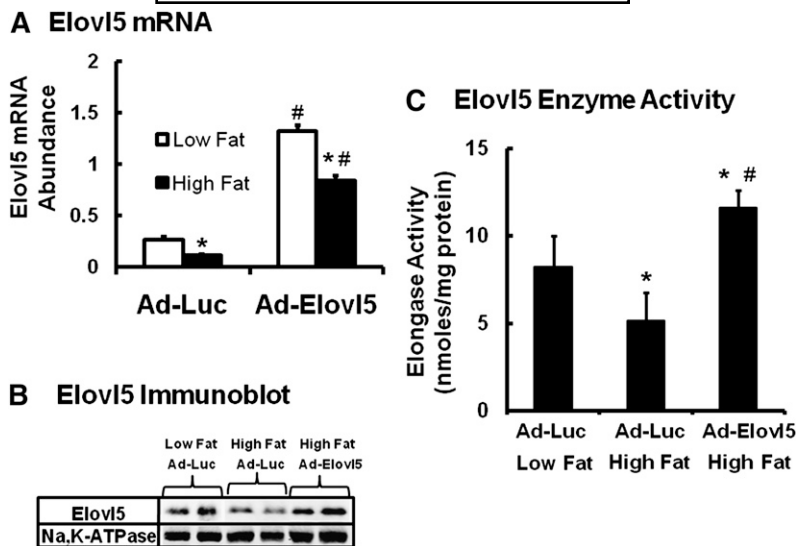 A Elovl5 mRNA
Elovl5 mRNA
Abundance
2
1.5
1
0.5
0
Low Fat
High Fat
*
#
* #
Ad-Luc Ad-Elovl5
B Elovl5 Immunoblot
Low Fat High Fat High Fat
Ad-Luc Ad-Luc Ad-Elovl5
Elovl5
Na,K-ATPase
C Elovl5 Enzyme Activity
Elongase Activity
(nmoles/mg protein)
15
10
5
0
*
* #
Ad-Luc Ad-Luc Ad-Elovl5
Low Fat High Fat High Fat